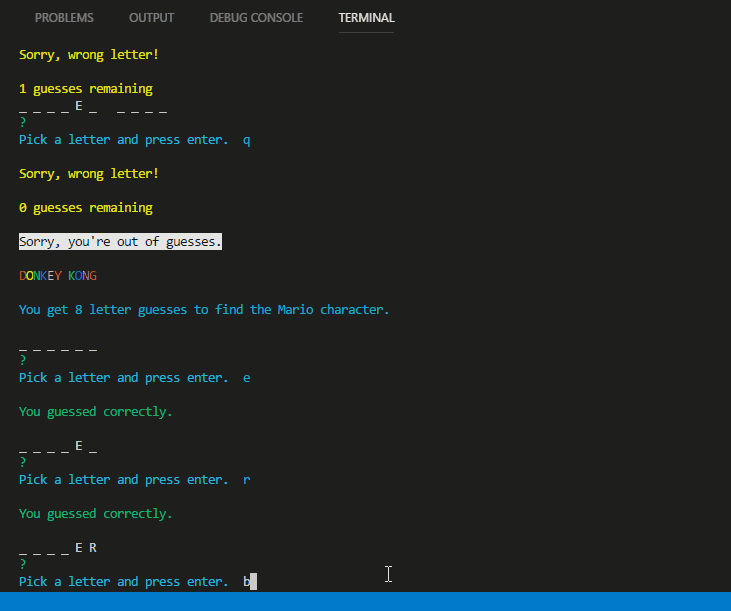 PROBLEMS OUTPUT DEBUG CONSOLE TERMINAL
Sorry, wrong letter!
1 guesses remaining
_ _ _ _ E _   _ _ _ _
?
Pick a letter and press enter.  q
Sorry, wrong letter!
0 guesses remaining
Sorry, you're out of guesses.
DONKEY KONG
You get 8 letter guesses to find the Mario character.
_ _ _ _ _ _
?
Pick a letter and press enter.  e
You guessed correctly.
_ _ _ _ E _
?
Pick a letter and press enter.  r
You guessed correctly.
_ _ _ _ E R
?
Pick a letter and press enter.  b